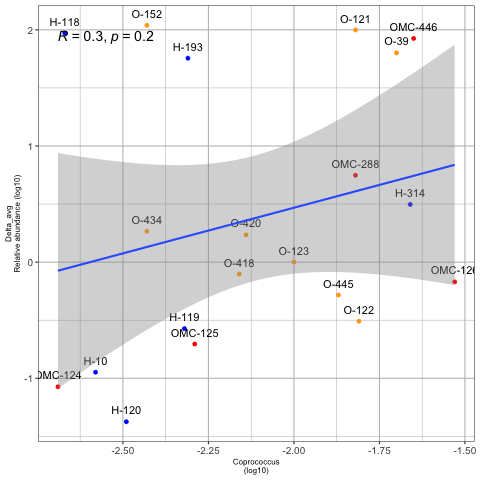 O-152
O-121
H-118
OMC-446
R = 0.3, p = 0.2
O-39
H-193
OMC-288
H-314
O-434
O-420
O-123
O-418
OMC-126
O-445
O-122
H-119
OMC-125
H-10
OMC-124
H-120
2
1
0
-1
-2.50
-2.25
-2.00
-1.75
-1.50
Delta_avg
Relative abundance (log10)
Coprococcus
(log10)